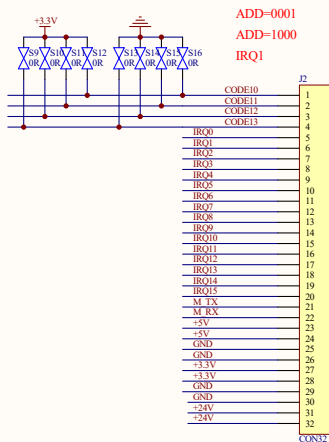 +3.3V
ADD=0001
ADD=1000
IRQ1
S9 S10 S11 S12 S13 S14 S15 S16
0R 0R 0R 0R 0R 0R 0R 0R
J2
CODE10 1
CODE11 2
CODE12 3
CODE13 4
IRQ0 5
IRQ1 6
IRQ2 7
IRQ3 8
IRQ4 9
IRQ5 10
IRQ6 11
IRQ7 12
IRQ8 13
IRQ9 14
IRQ10 15
IRQ11 16
IRQ12 17
IRQ13 18
IRQ14 19
IRQ15 20
M_TX 21
M_RX 22
+5V 23
+5V 24
GND 25
GND 26
+3.3V 27
+3.3V 28
GND 29
GND 30
+24V 31
+24V 32
CON32